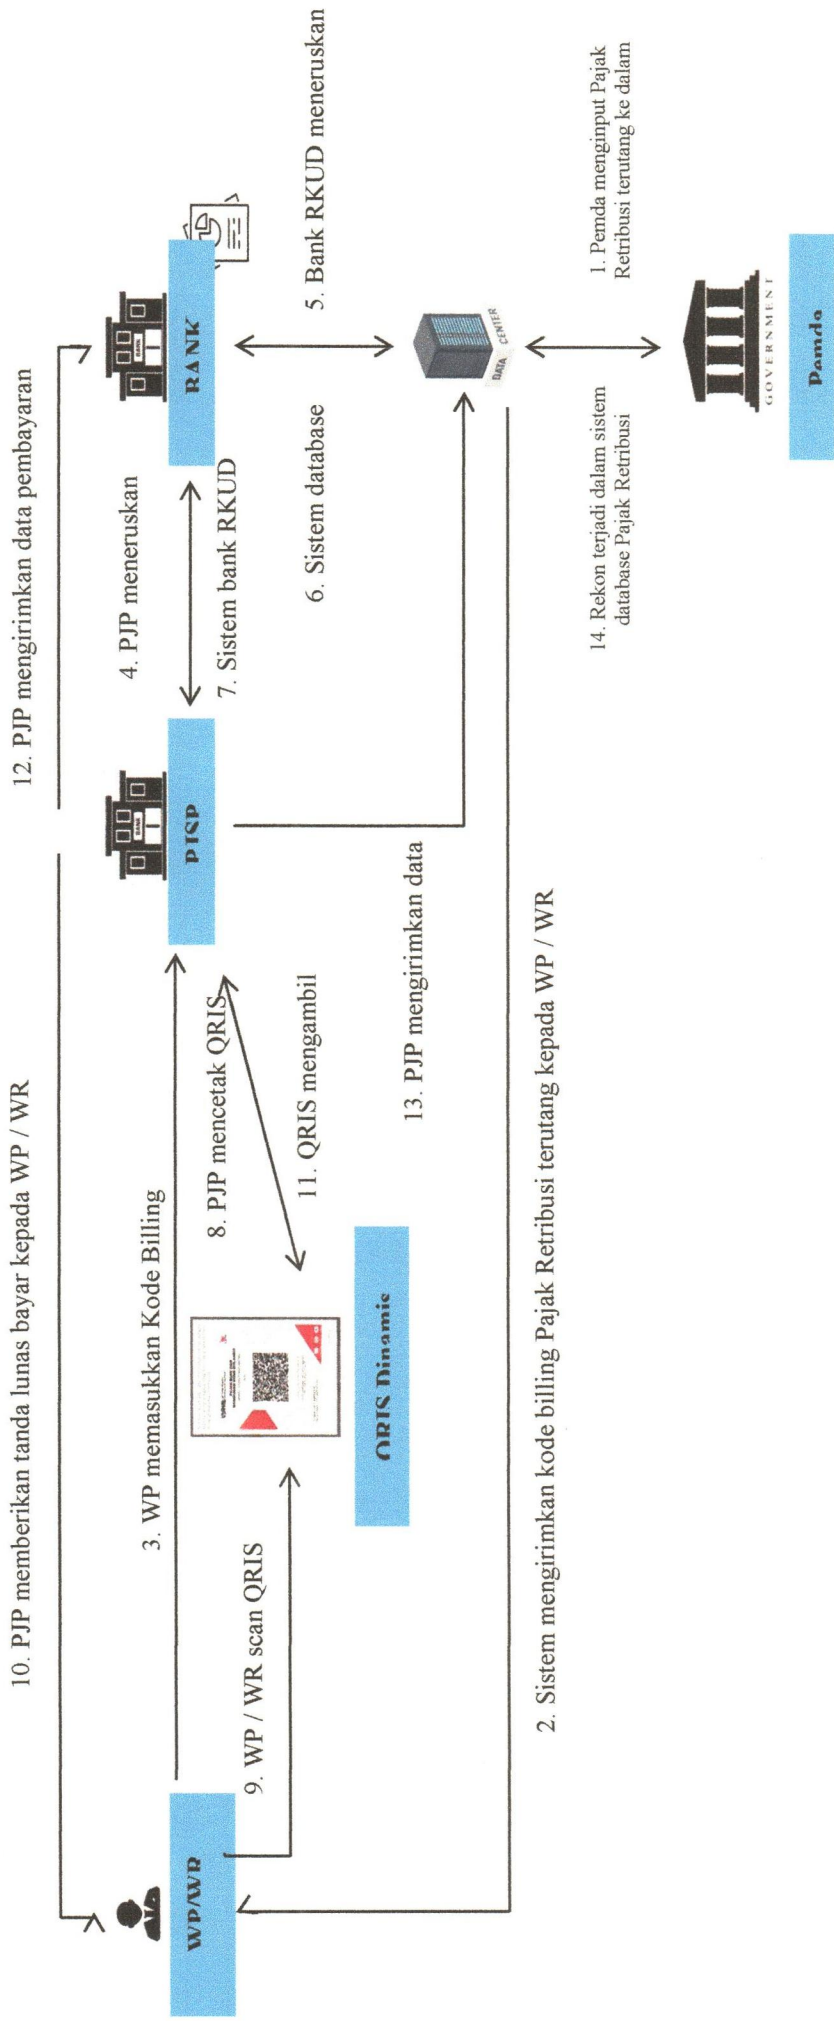 10. PJP memberikan tanda lunas bayar kepada WP / WR
12. PJP mengirimkan data pembayaran
3. WP memasukkan Kode Billing
4. PJP meneruskan
WP/WR
BANK
PJSP
BANK
BANK
7. Sistem bank RKUD
8. PJP mencetak QRIS
9. WP / WR scan QRIS
11. QRIS mengambil
5. Bank RKUD meneruskan
6. Sistem database
QRIS Dinamis
13. PJP mengirimkan data
DATA CENTER
2. Sistem mengirimkan kode billing Pajak Retribusi terutang kepada WP / WR
14. Rekon terjadi dalam sistem
database Pajak Retribusi
1. Pemda menginput Pajak
Retribusi terutang ke dalam
GOVERNMENT
Pemda